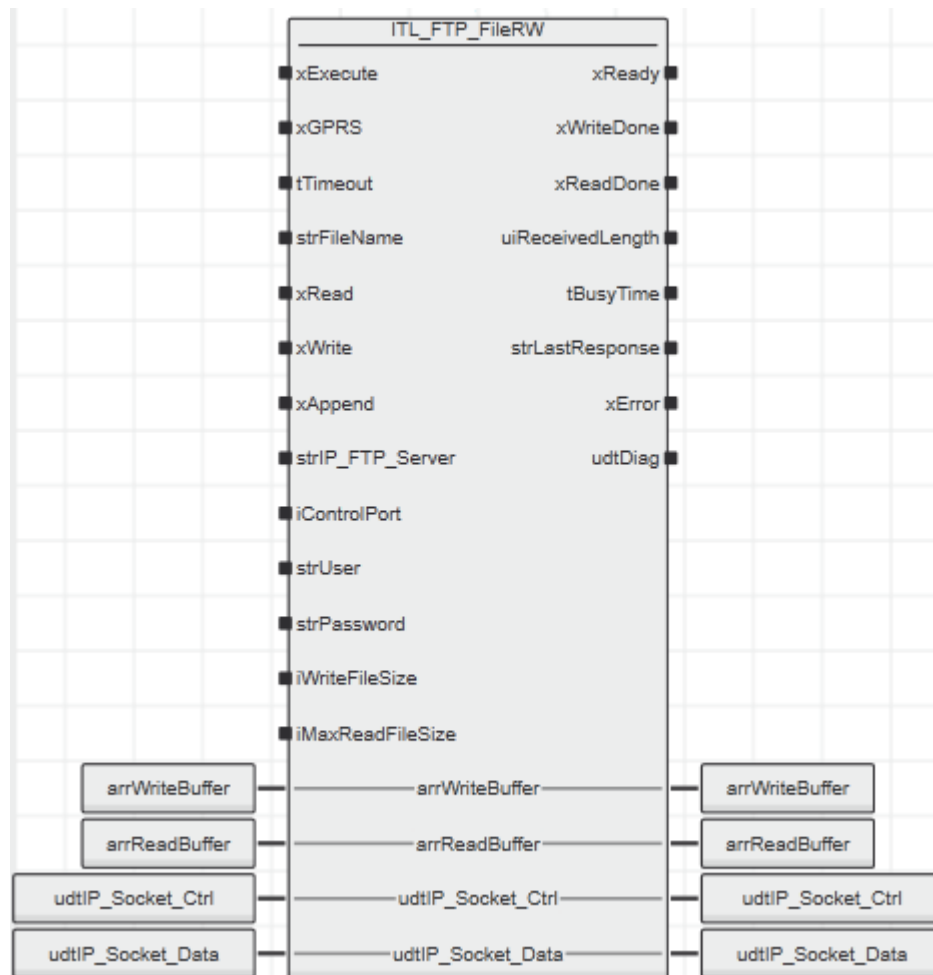 ITL_FTP_FileRW
xExecute xReady
xGPRS xWriteDone
tTimeout xReadDone
strFileName uiReceivedLength
xRead tBusyTime
xWrite strLastResponse
xAppend xError
strIP_FTP_Server udtDiag
iControlPort
strUser
strPassword
iWriteFileSize
iMaxReadFileSize
arrWriteBuffer arrWriteBuffer arrWriteBuffer
arrReadBuffer arrReadBuffer arrReadBuffer
udtIP_Socket_Ctrl udtIP_Socket_Ctrl udtIP_Socket_Ctrl
udtIP_Socket_Data udtIP_Socket_Data udtIP_Socket_Data